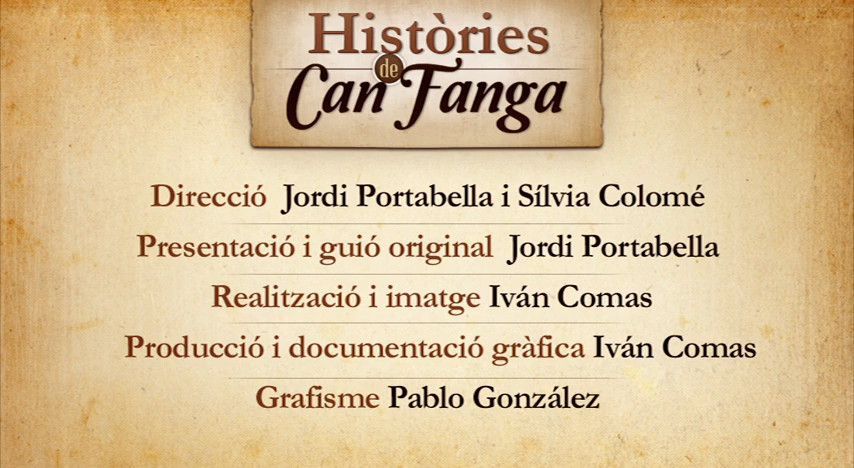 Històries
de
Can Fanga
Direcció Jordi Portabella i Sílvia Colomé
Presentació i guió original Jordi Portabella
Realització i imatge Iván Comas
Producció i documentació gràfica Iván Comas
Grafisme Pablo González